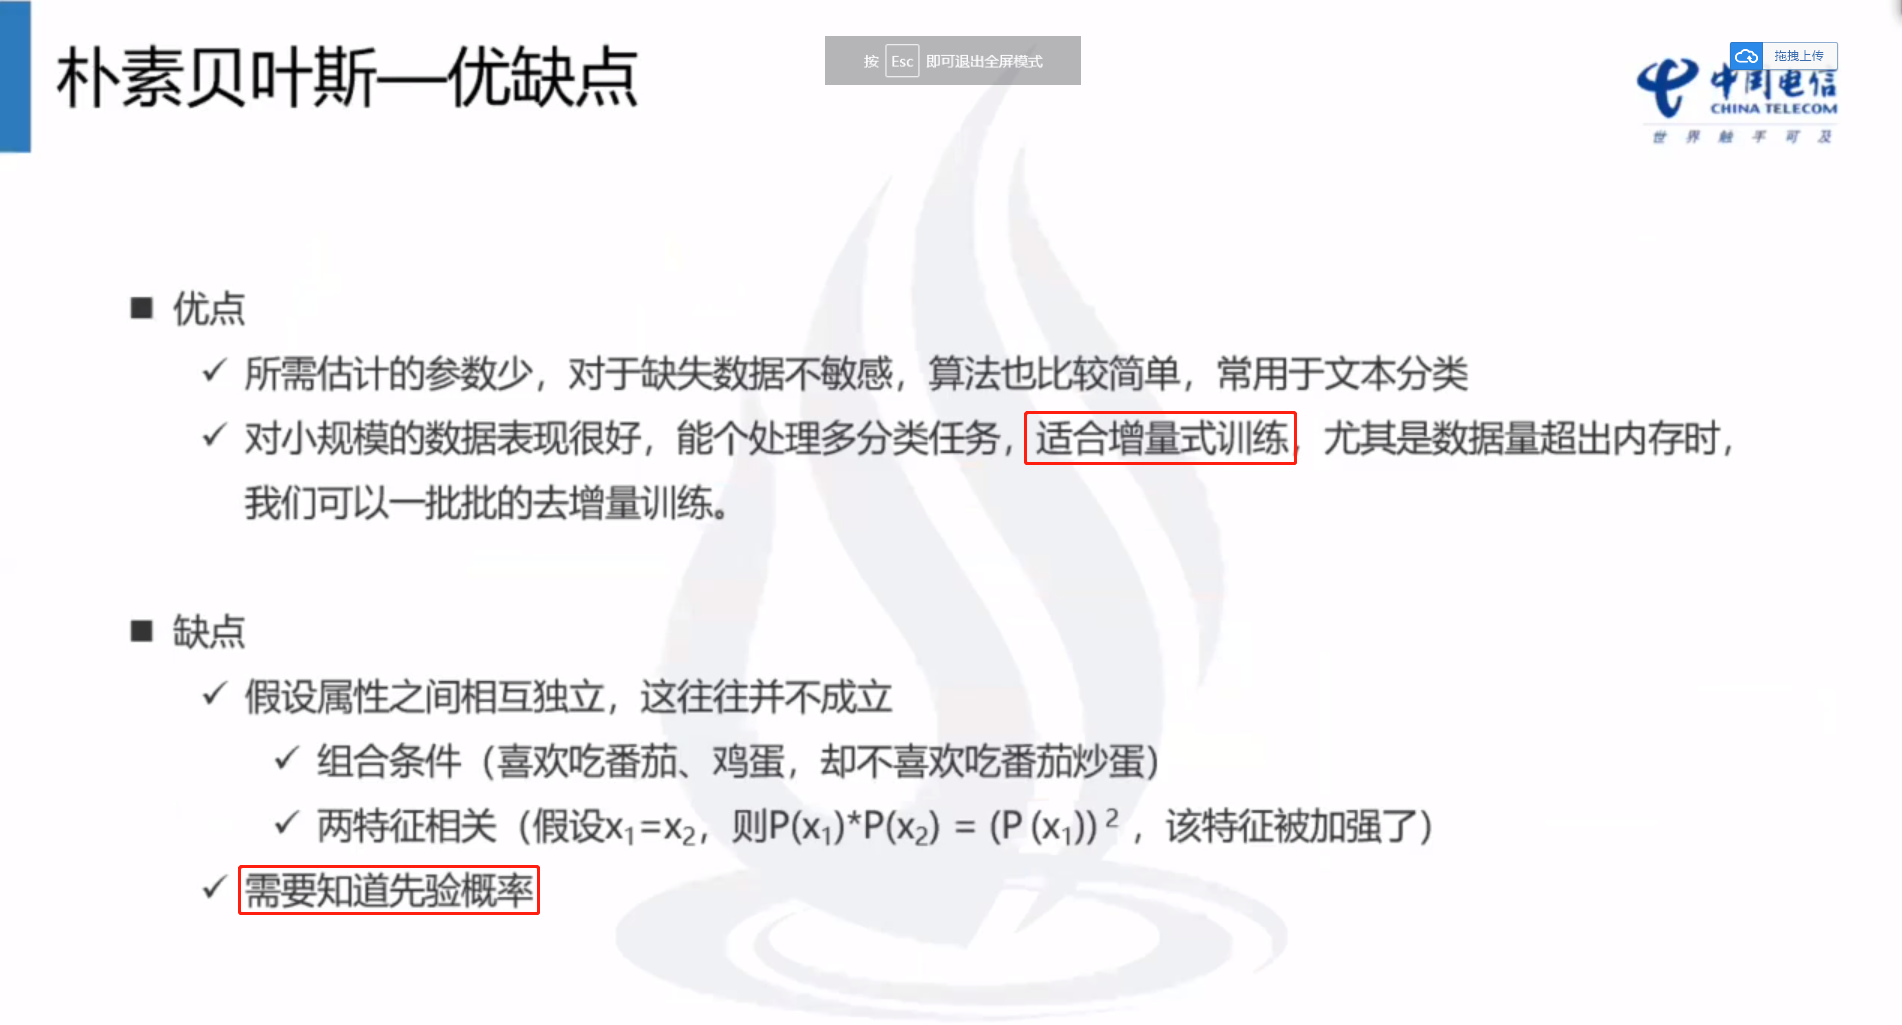 朴素贝叶斯—优缺点
按 Esc 即可退出全屏模式
拖拽上传
中国电信
CHINA TELECOM
世界触手可及
■ 优点
✓ 所需估计的参数少，对于缺失数据不敏感，算法也比较简单，常用于文本分类
✓ 对小规模的数据表现很好，能个处理多分类任务，适合增量式训练，尤其是数据量超出内存时，
我们可以一批批的去增量训练。
■ 缺点
✓ 假设属性之间相互独立，这往往并不成立
✓ 组合条件（喜欢吃番茄、鸡蛋，却不喜欢吃番茄炒蛋）
✓ 两特征相关（假设x₁=x₂，则P(x₁)*P(x₂) = (P (x₁)) ²，该特征被加强了）
✓ 需要知道先验概率